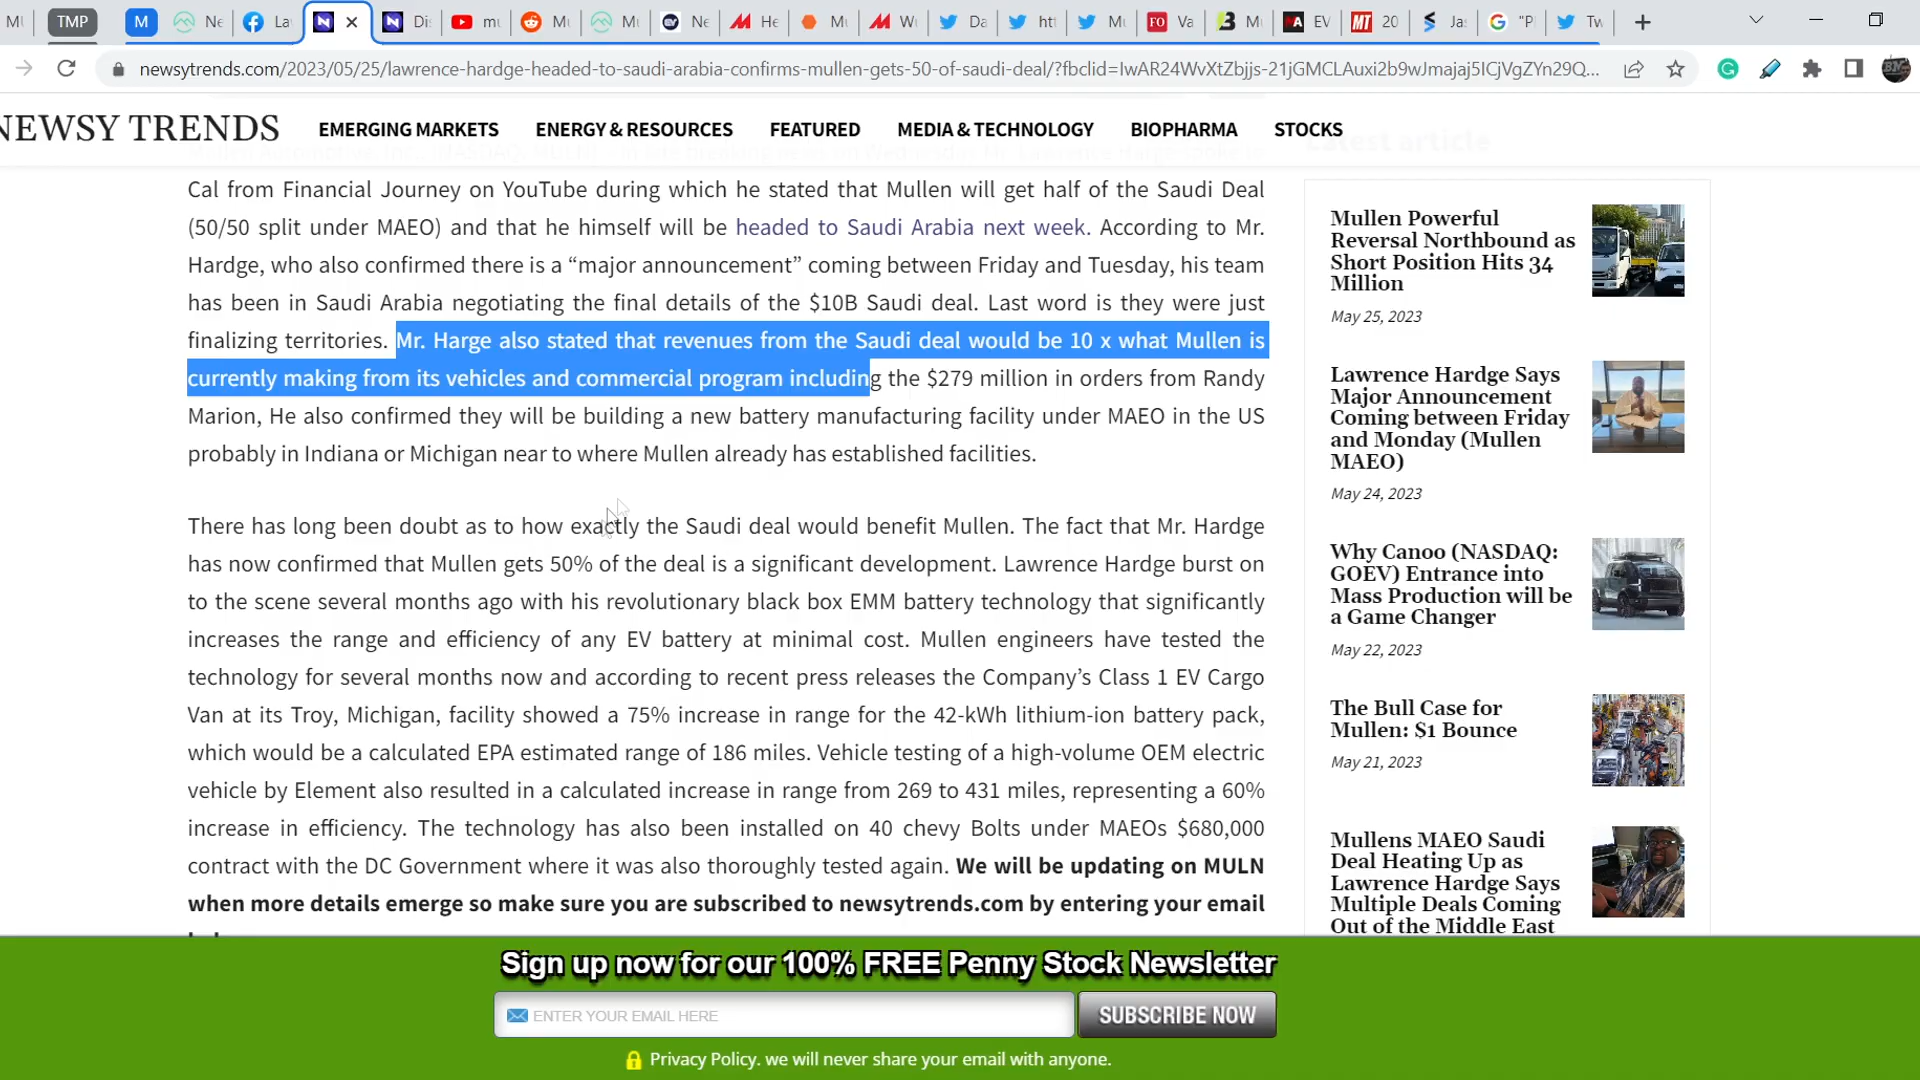 TMP
M
Ne
La
Di
mu
Mu
Mu
Ne
He
Mu
Wu
Da
htt
Mu
Va
Mu
EV
20
Jas
"P
Tw
newsytrends.com/2023/05/25/lawrence-hardge-headed-to-saudi-arabia-confirms-mullen-gets-50-of-saudi-deal/?fbclid=IwAR24WvXtZbjjs-21jGMCLAuxi2b9wJmajaj5ICjVgZYn29Q...
NEWSY TRENDS
EMERGING MARKETS
ENERGY & RESOURCES
FEATURED
MEDIA & TECHNOLOGY
BIOPHARMA
STOCKS
Cal from Financial Journey on YouTube during which he stated that Mullen will get half of the Saudi Deal
(50/50 split under MAEO) and that he himself will be headed to Saudi Arabia next week. According to Mr.
Hardge, who also confirmed there is a “major announcement” coming between Friday and Tuesday, his team
has been in Saudi Arabia negotiating the final details of the $10B Saudi deal. Last word is they were just
finalizing territories. Mr. Harge also stated that revenues from the Saudi deal would be 10 x what Mullen is
currently making from its vehicles and commercial program including the $279 million in orders from Randy
Marion, He also confirmed they will be building a new battery manufacturing facility under MAEO in the US
probably in Indiana or Michigan near to where Mullen already has established facilities.
There has long been doubt as to how exactly the Saudi deal would benefit Mullen. The fact that Mr. Hardge
has now confirmed that Mullen gets 50% of the deal is a significant development. Lawrence Hardge burst on
to the scene several months ago with his revolutionary black box EMM battery technology that significantly
increases the range and efficiency of any EV battery at minimal cost. Mullen engineers have tested the
technology for several months now and according to recent press releases the Company’s Class 1 EV Cargo
Van at its Troy, Michigan, facility showed a 75% increase in range for the 42-kWh lithium-ion battery pack,
which would be a calculated EPA estimated range of 186 miles. Vehicle testing of a high-volume OEM electric
vehicle by Element also resulted in a calculated increase in range from 269 to 431 miles, representing a 60%
increase in efficiency. The technology has also been installed on 40 chevy Bolts under MAEOs $680,000
contract with the DC Government where it was also thoroughly tested again. We will be updating on MULN
when more details emerge so make sure you are subscribed to newsytrends.com by entering your email
Latest article
Mullen Powerful
Reversal Northbound as
Short Position Hits 34
Million
May 25, 2023
Lawrence Hardge Says
Major Announcement
Coming between Friday
and Monday (Mullen
MAEO)
May 24, 2023
Why Canoo (NASDAQ:
GOEV) Entrance into
Mass Production will be
a Game Changer
May 22, 2023
The Bull Case for
Mullen: $1 Bounce
May 21, 2023
Mullens MAEO Saudi
Deal Heating Up as
Lawrence Hardge Says
Multiple Deals Coming
Out of the Middle East
Sign up now for our 100% FREE Penny Stock Newsletter
ENTER YOUR EMAIL HERE
SUBSCRIBE NOW
Privacy Policy. we will never share your email with anyone.